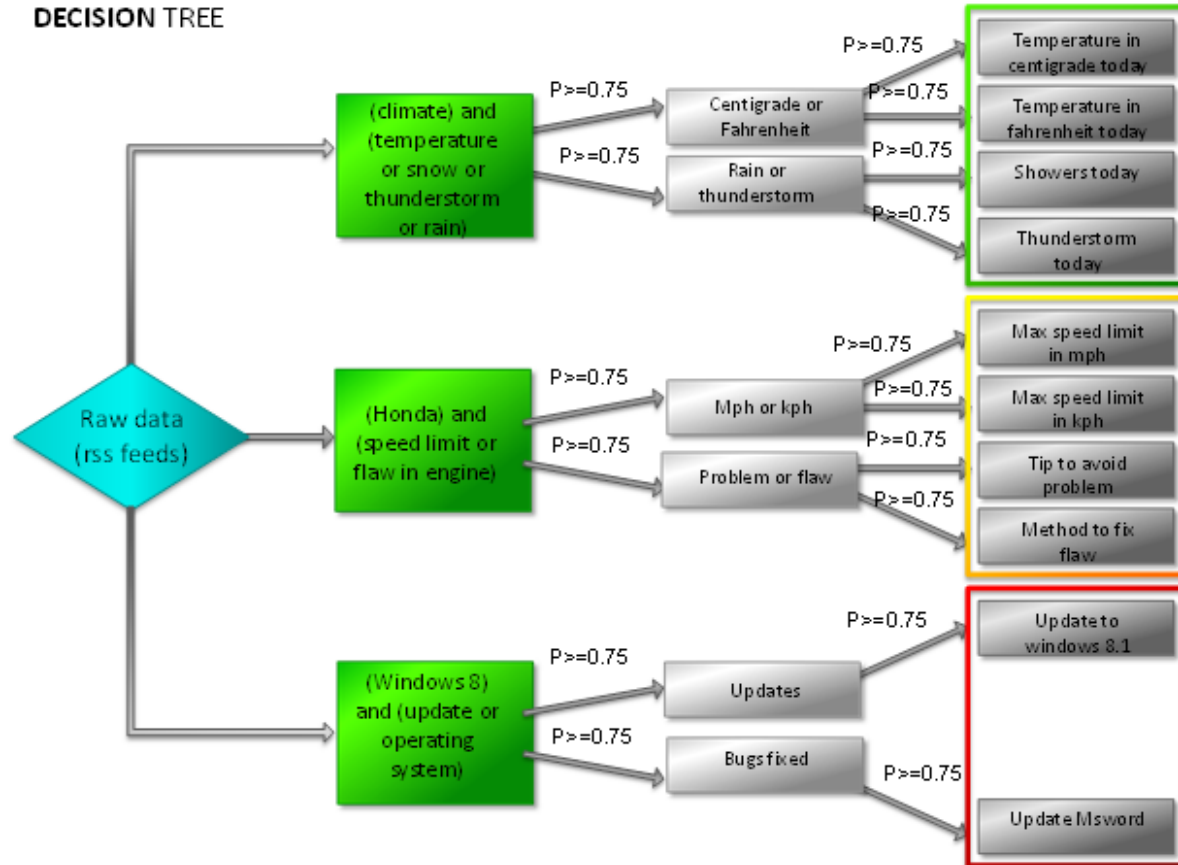 DECISION TREE
Raw data
(rss feeds)
(climate) and
(temperature
or snow or
thunderstorm
or rain)
P>=0.75
P>=0.75
Centigrade or
Fahrenheit
Rain or
thunderstorm
P>=0.75
P>=0.75
P>=0.75
P>=0.75
Temperature in
centigrade today
Temperature in
fahrenheit today
Showers today
Thunderstorm
today
(Honda) and
(speed limit or
flaw in engine)
P>=0.75
P>=0.75
Mph or kph
Problem or flaw
P>=0.75
P>=0.75
P>=0.75
P>=0.75
Max speed limit
in mph
Max speed limit
in kph
Tip to avoid
problem
Method to fix
flaw
(Windows 8)
and (update or
operating
system)
P>=0.75
P>=0.75
Updates
Bugs fixed
P>=0.75
P>=0.75
Update to
windows 8.1
Update Msword